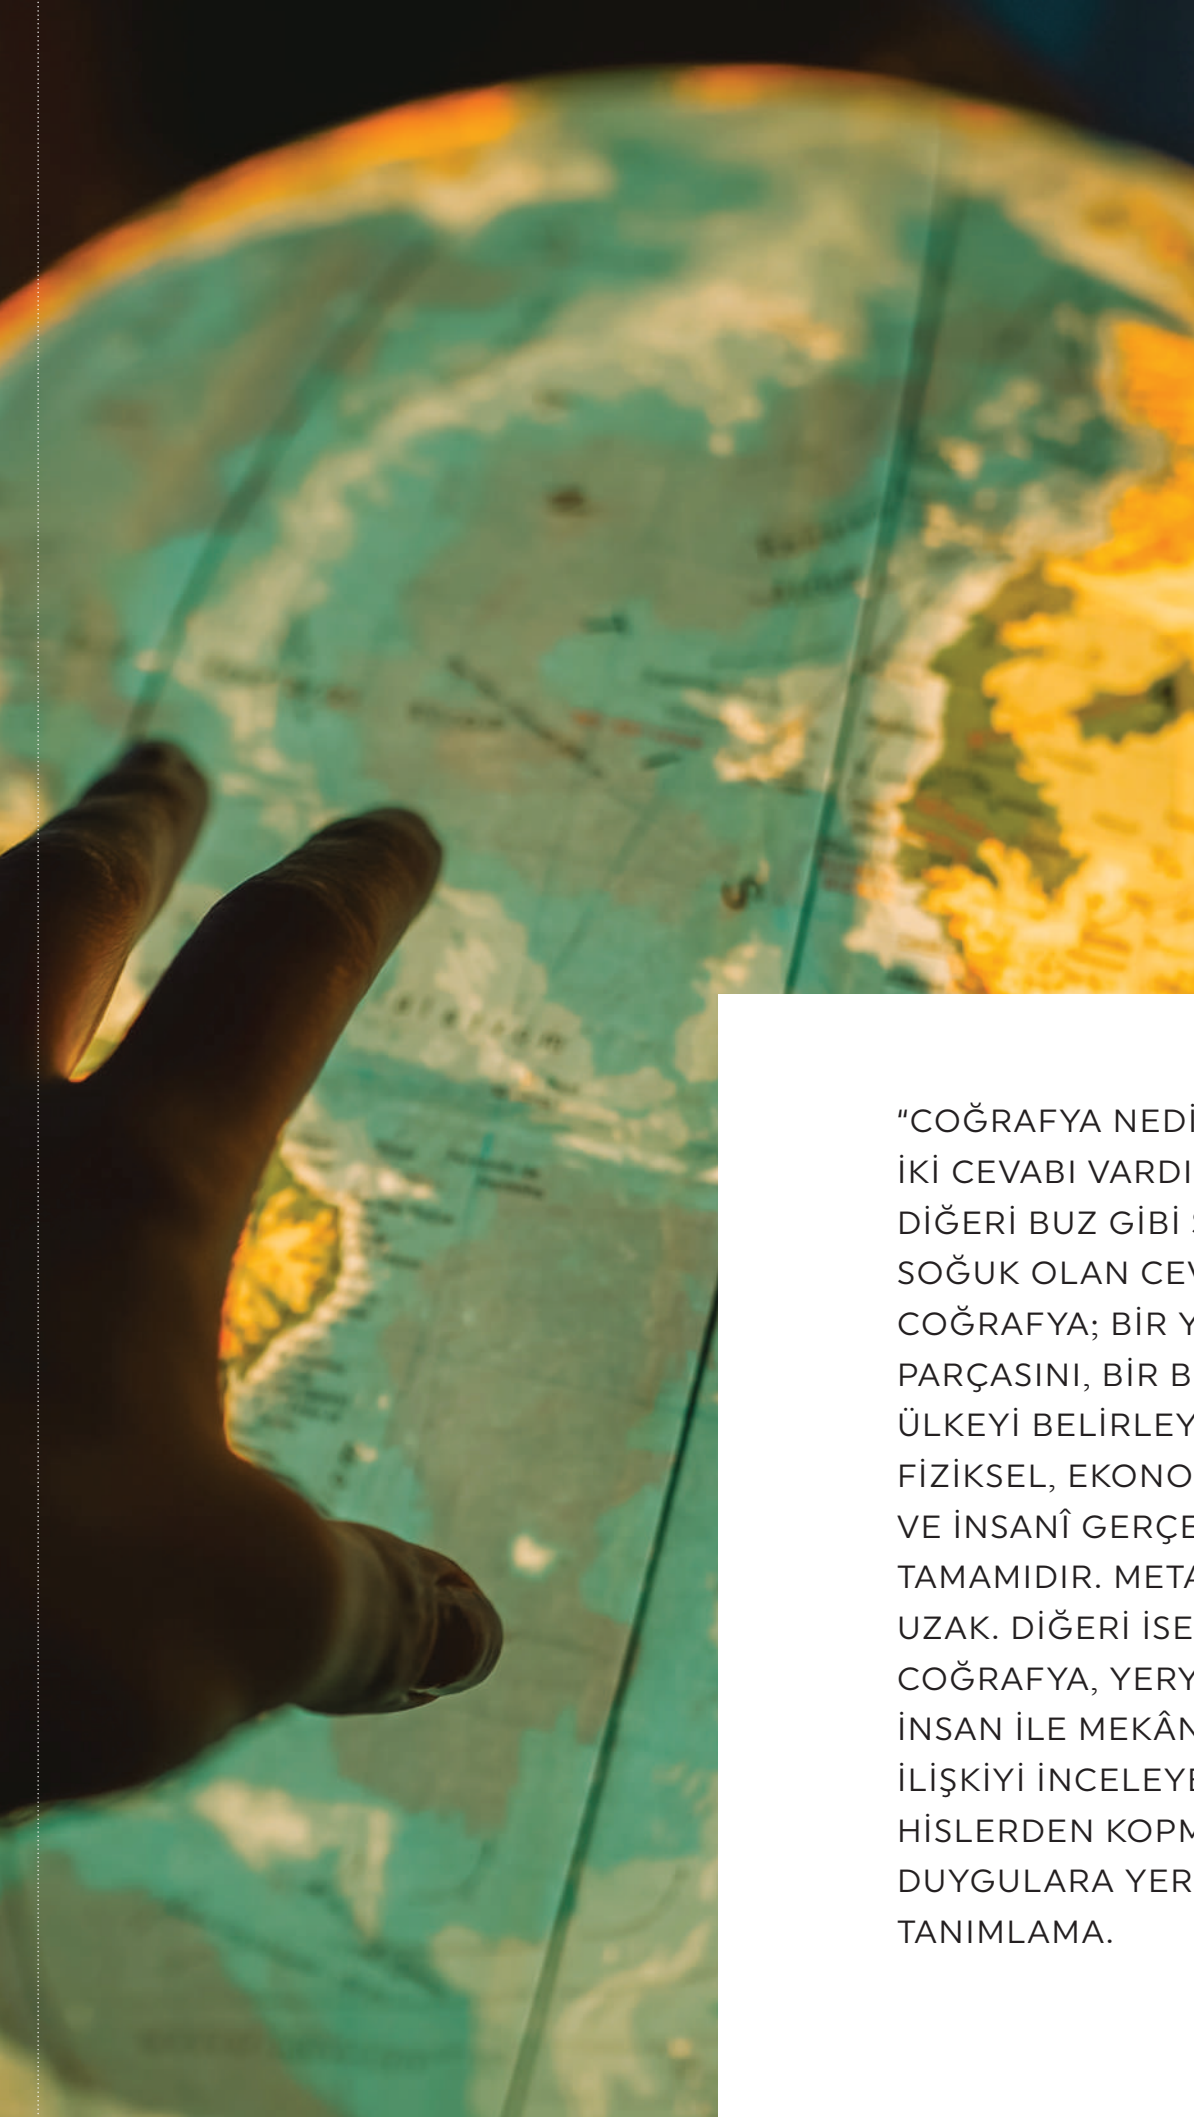 "COĞRAFYA NEDİ
İKİ CEVABI VARDI
DİĞERİ BUZ GİBİ
SOĞUK OLAN CEV
COĞRAFYA; BİR Y
PARÇASINI, BİR B
ÜLKEYİ BELİRLEY
FİZİKSEL, EKONO
VE İNSANÎ GERÇE
TAMAMIDIR. META
UZAK. DİĞERİ İSE
COĞRAFYA, YERY
İNSAN İLE MEKÂN
İLİŞKİYİ İNCELEYE
HİSLERDEN KOPM
DUYGULARA YER
TANIMLAMA.